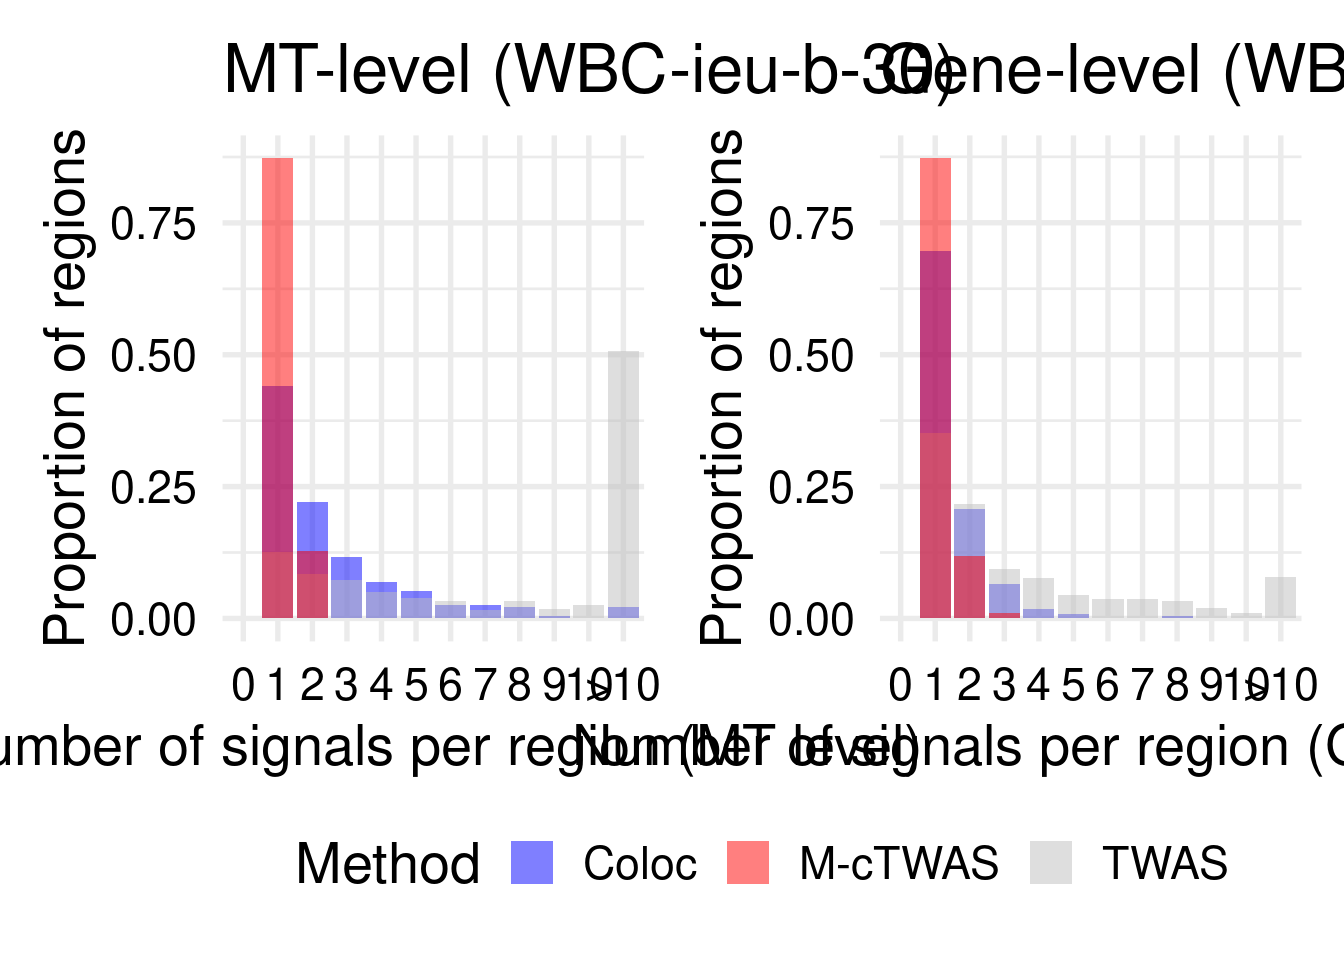 MT-level (WBC-ieu-b-30)
Gene-level (WB
Proportion of regions
0.75
0.50
0.25
0.00
0 1 2 3 4 5 6 7 8 9 10 >10
umber of signals per region (MT level)
Proportion of regions
0.75
0.50
0.25
0.00
0 1 2 3 4 5 6 7 8 9 10 >10
Number of signals per region (
Method Coloc M-cTWAS TWAS